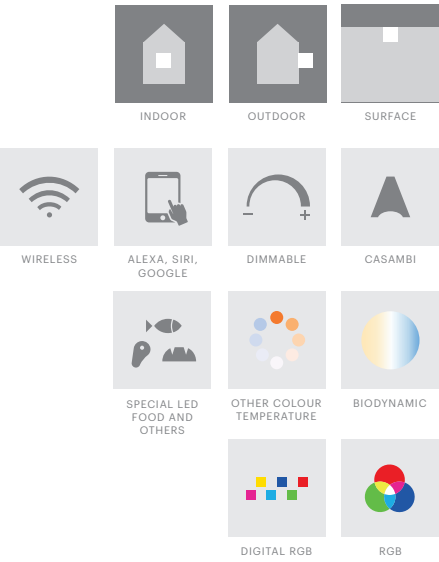 INDOOR
OUTDOOR
SURFACE
WIRELESS
ALEXA, SIRI,
GOOGLE
DIMMABLE
CASAMBI
SPECIAL LED
FOOD AND
OTHERS
OTHER COLOUR
TEMPERATURE
BIODYNAMIC
DIGITAL RGB
RGB